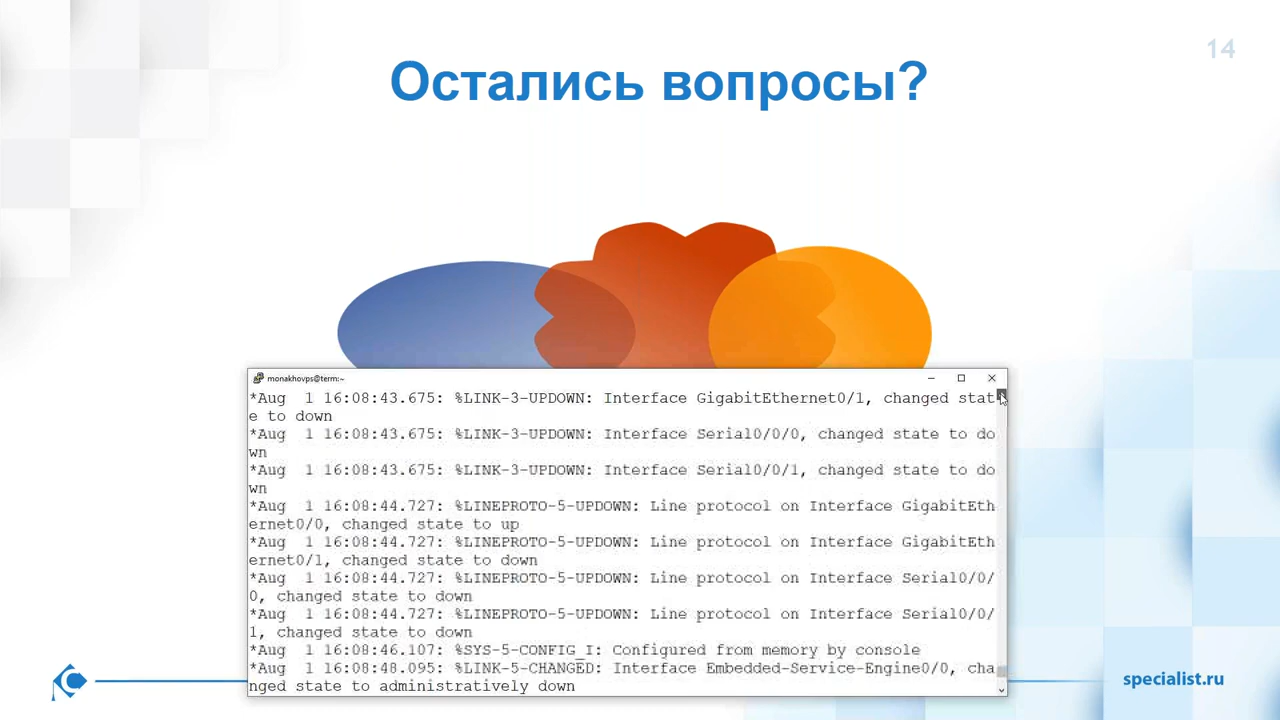 14
Остались вопросы?
monakhovps@term:~
*Aug  1 16:08:43.675: %LINK-3-UPDOWN: Interface GigabitEthernet0/1, changed stat
e to down
*Aug  1 16:08:43.675: %LINK-3-UPDOWN: Interface Serial0/0/0, changed state to do
wn
*Aug  1 16:08:43.675: %LINK-3-UPDOWN: Interface Serial0/0/1, changed state to do
wn
*Aug  1 16:08:44.727: %LINEPROTO-5-UPDOWN: Line protocol on Interface GigabitEth
ernet0/0, changed state to up
*Aug  1 16:08:44.727: %LINEPROTO-5-UPDOWN: Line protocol on Interface GigabitEth
ernet0/1, changed state to down
*Aug  1 16:08:44.727: %LINEPROTO-5-UPDOWN: Line protocol on Interface Serial0/0/
0, changed state to down
*Aug  1 16:08:44.727: %LINEPROTO-5-UPDOWN: Line protocol on Interface Serial0/0/
1, changed state to down
*Aug  1 16:08:46.107: %SYS-5-CONFIG_I: Configured from memory by console
*Aug  1 16:08:48.095: %LINK-5-CHANGED: Interface Embedded-Service-Engine0/0, cha
nged state to administratively down
specialist.ru